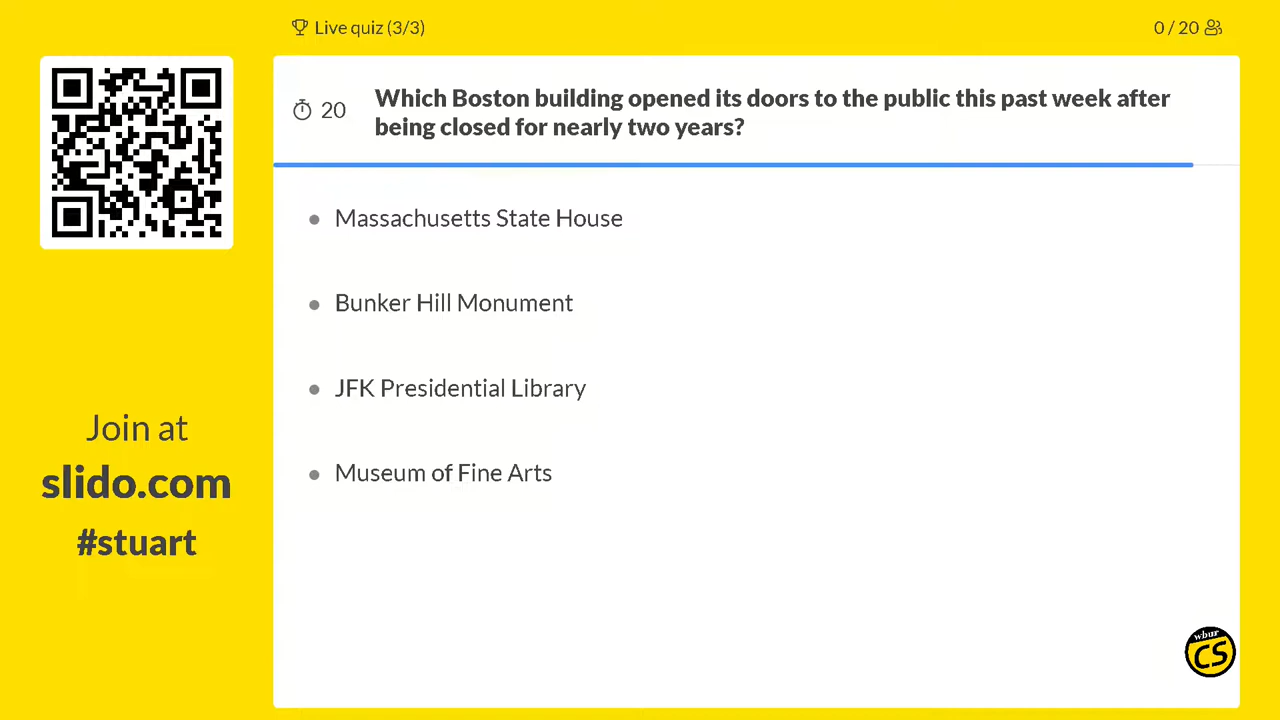 Live quiz (3/3)
0 / 20
20
Which Boston building opened its doors to the public this past week after
being closed for nearly two years?
Massachusetts State House
Bunker Hill Monument
JFK Presidential Library
Museum of Fine Arts
Join at
slido.com
#stuart
wbur
CS